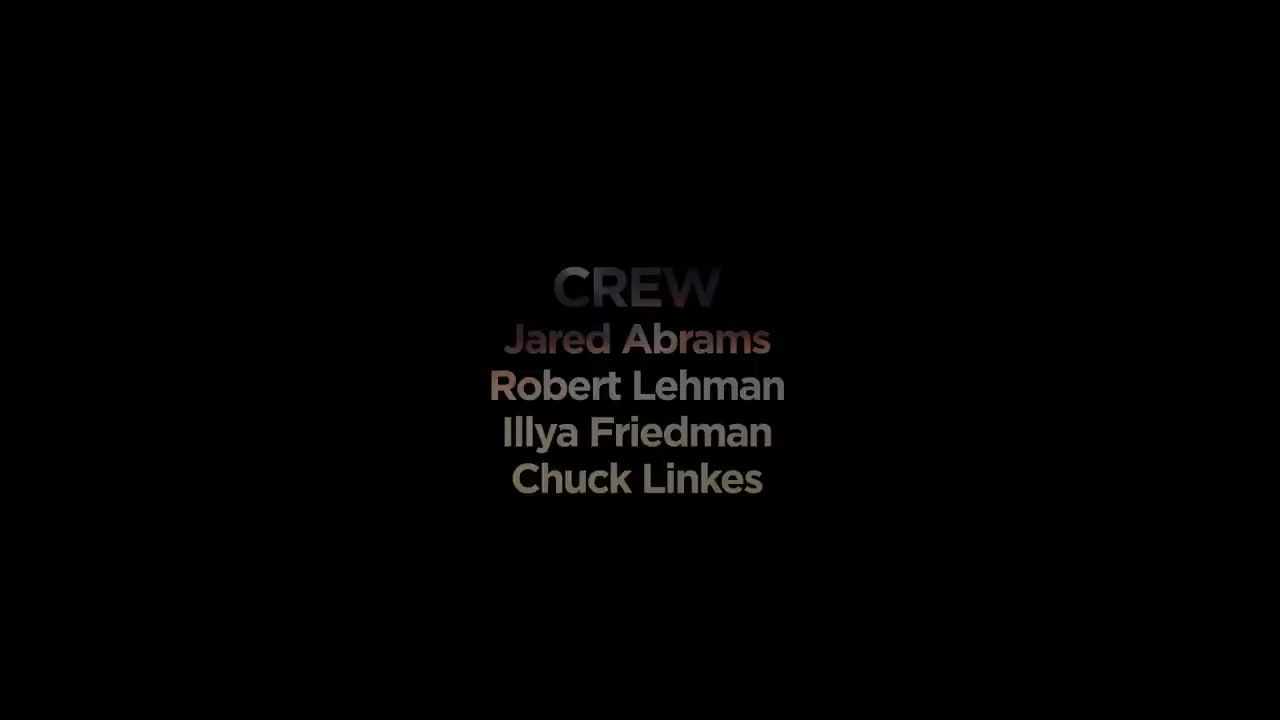 CREW
Jared Abrams
Robert Lehman
Illya Friedman
Chuck Linkes